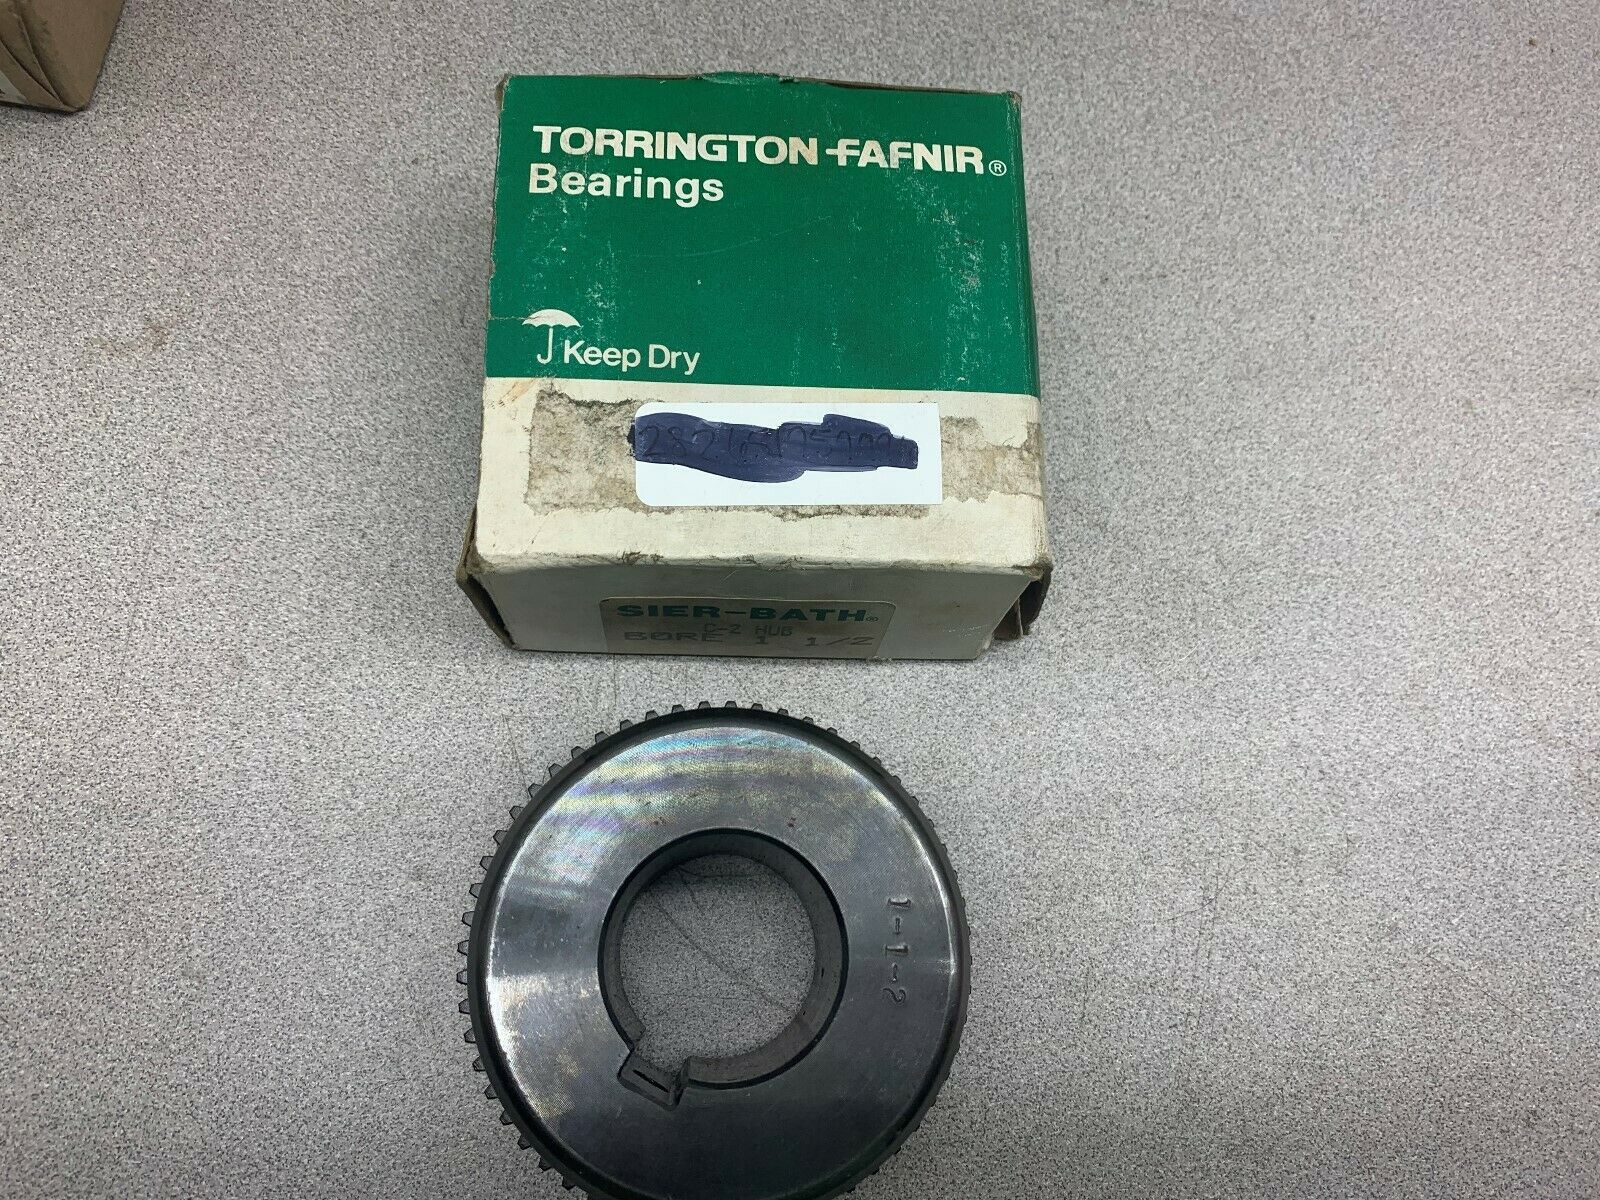 TORRINGTON-FAFNIR®
Bearings
Keep Dry
SIER-BATH®
C-2 HUB
BORE 1 1/2
1-1-2